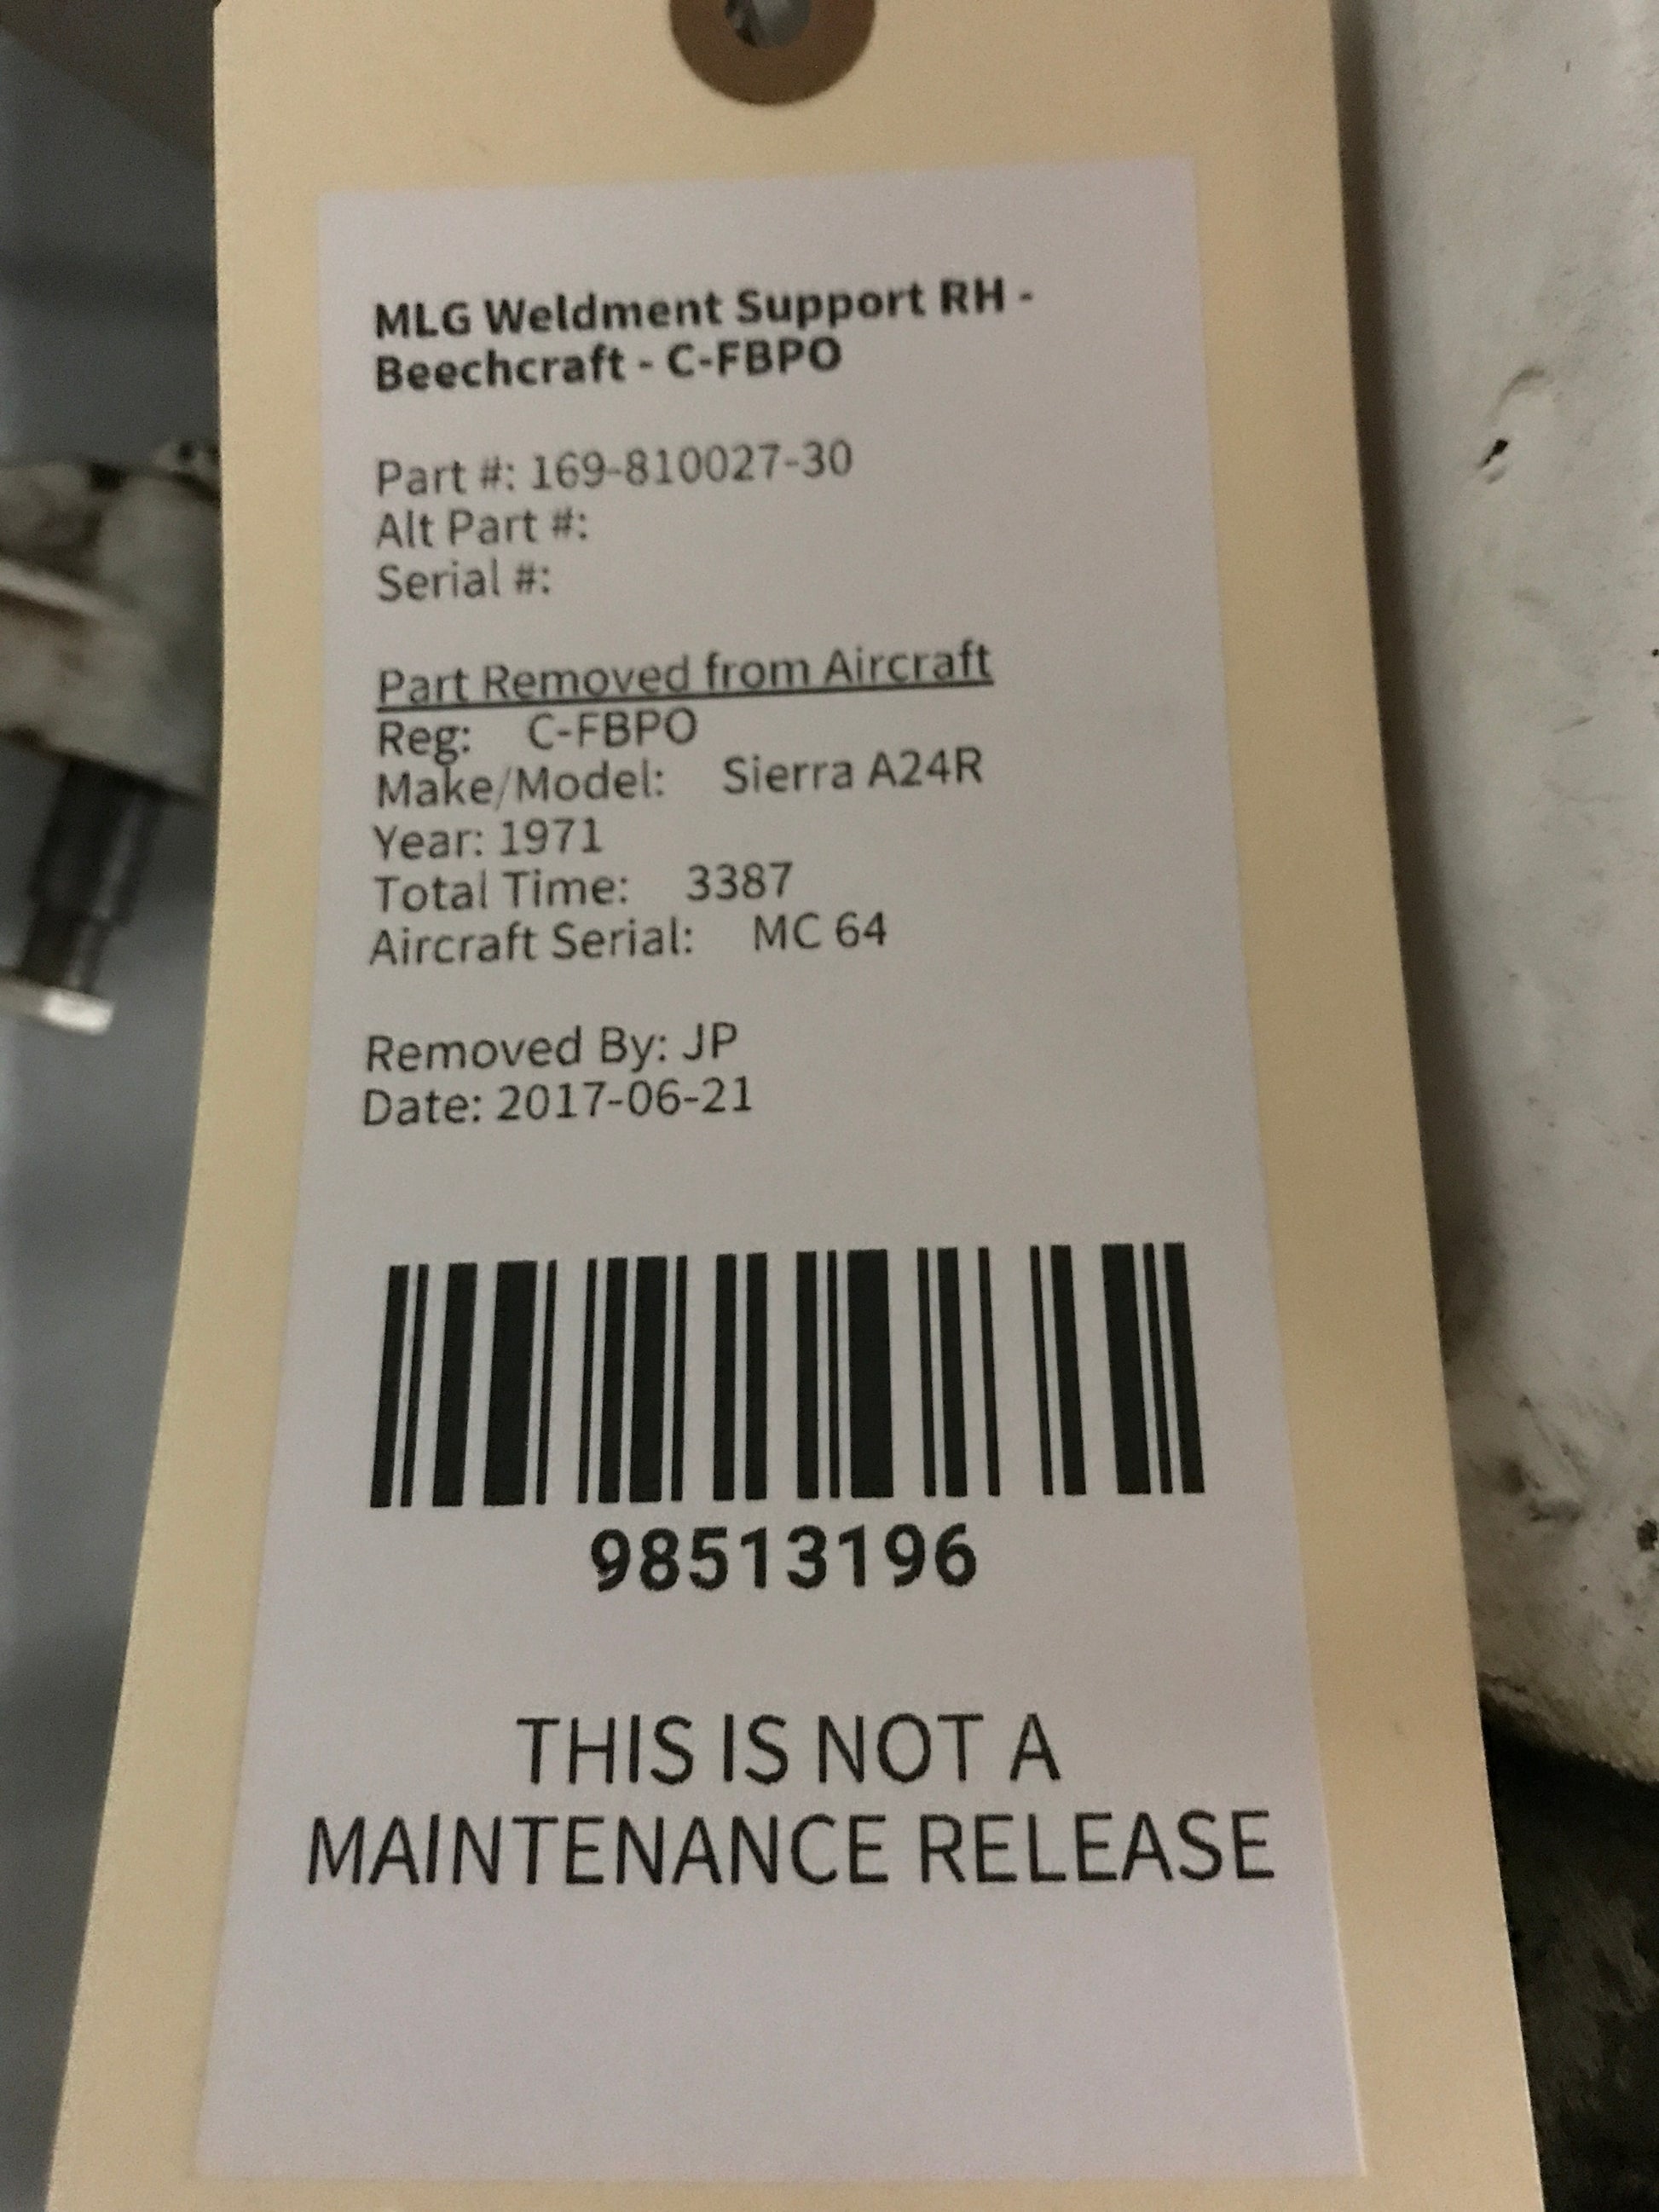 MLG Weldment Support RH -
Beechcraft - C-FBPO
Part #: 169-810027-30
Alt Part #:
Serial #:
Part Removed from Aircraft
Reg: C-FBPO
Make/Model: Sierra A24R
Year: 1971
Total Time: 3387
Aircraft Serial: MC 64
Removed By: JP
Date: 2017-06-21
98513196
THIS IS NOT A
MAINTENANCE RELEASE